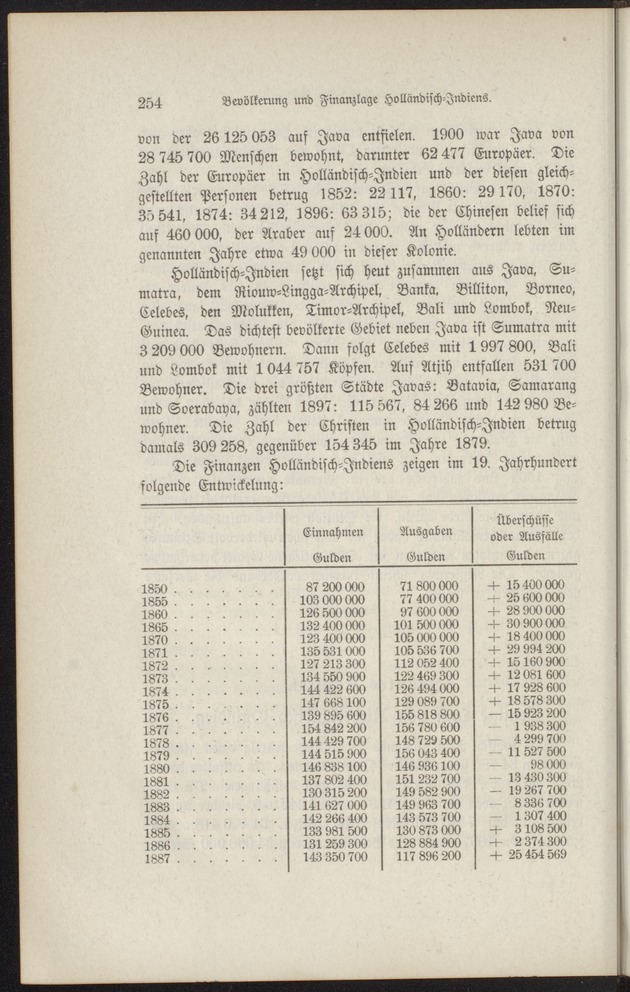 254 Bevölkerung und Finanzlage Holländisch-Indiens.
von der 26 125 053 auf Java entfielen. 1900 war Java von
28 745 700 Menschen bewohnt, darunter 62 477 Europäer. Die
Zahl der Europäer in Holländisch-Indien und der diesen gleich-
gestellten Personen betrug 1852: 22 117, 1860: 29 170, 1870:
35 541, 1874: 34 212, 1896: 63 315; die der Chinesen belief sich
auf 460 000, der Araber auf 24 000. An Holländern lebten im
genannten Jahre etwa 49 000 in dieser Kolonie.
Holländisch-Indien setzt sich heut zusammen aus Java, Su-
matra, dem Riouw-Lingga-Archipel, Banka, Billiton, Borneo,
Celebes, den Molukken, Timor-Archipel, Bali und Lombok, Neu-
Guinea. Das dichtest bevölkerte Gebiet neben Java ist Sumatra mit
3 209 000 Bewohnern. Dann folgt Celebes mit 1 997 800, Bali
und Lombok mit 1 044 757 Köpfen. Auf Atjih entfallen 531 700
Bewohner. Die drei größten Städte Javas: Batavia, Samarang
und Soerabaya, zählten 1897: 115 567, 84 266 und 142 980 Be-
wohner. Die Zahl der Christen in Holländisch-Indien betrug
damals 309 258, gegenüber 154 345 im Jahre 1879.
Die Finanzen Holländisch-Indiens zeigen im 19. Jahrhundert
folgende Entwickelung:
Einnahmen Ausgaben Überschüsse
oder Ausfälle
Gulden Gulden Gulden
1850 . . . . . . . 87 200 000 71 800 000 + 15 400 000
1855 . . . . . . . 103 000 000 77 400 000 + 25 600 000
1860 . . . . . . . 126 500 000 97 600 000 + 28 900 000
1865 . . . . . . . 132 400 000 101 500 000 + 30 900 000
1870 . . . . . . . 123 400 000 105 000 000 + 18 400 000
1871 . . . . . . . 135 531 000 105 536 700 + 29 994 200
1872 . . . . . . . 127 213 300 112 052 400 + 15 160 900
1873 . . . . . . . 134 550 900 122 469 300 + 12 081 600
1874 . . . . . . . 144 422 600 126 494 000 + 17 928 600
1875 . . . . . . . 147 668 100 129 089 700 + 18 578 300
1876 . . . . . . . 139 895 600 155 818 800 — 15 923 200
1877 . . . . . . . 154 842 200 156 780 600 — 1 938 300
1878 . . . . . . . 144 429 700 148 729 500 — 4 299 700
1879 . . . . . . . 144 515 900 156 043 400 — 11 527 500
1880 . . . . . . . 146 838 100 146 936 100 — 98 000
1881 . . . . . . . 137 802 400 151 232 700 — 13 430 300
1882 . . . . . . . 130 315 200 149 582 900 — 19 267 700
1883 . . . . . . . 141 627 000 149 963 700 — 8 336 700
1884 . . . . . . . 142 266 400 143 573 700 — 1 307 400
1885 . . . . . . . 133 981 500 130 873 000 + 3 108 500
1886 . . . . . . . 131 259 300 128 884 900 + 2 374 300
1887 . . . . . . . 143 350 700 117 896 200 + 25 454 569